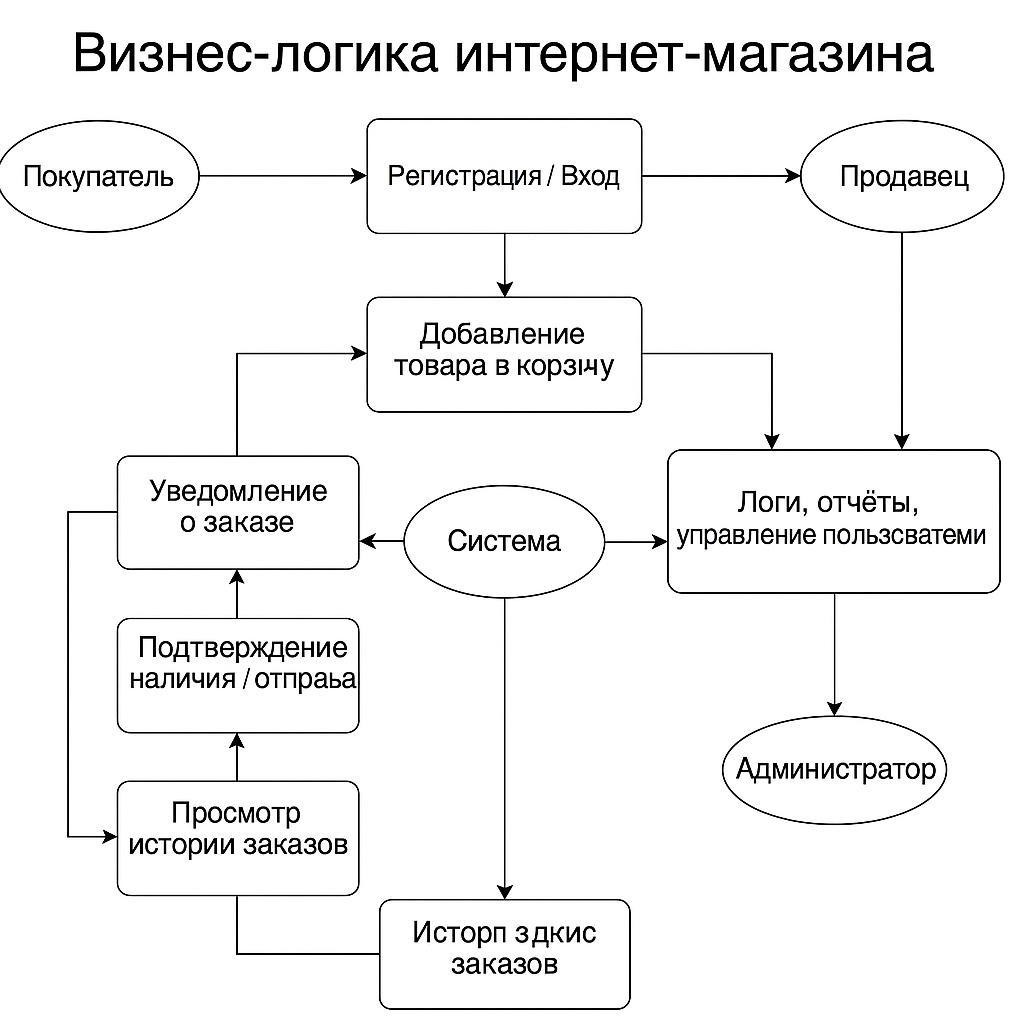 Визнес-логика интернет-магазина
Покупатель
Регистрация / Вход
Продавец
Добавление
товара в
Уведомление
о заказе
Система
Логи, отчёты,
управление пользсватеми
Подтверждение
наличия / отпраьа
Администратор
Просмотр
истории заказов
Исторп здкис
заказов